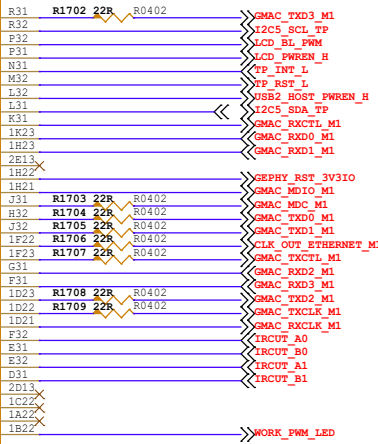 R31 R1702 22R R0402 GMAC_TXD3_M1
R32 I2C5_SCL_TP
P32 LCD_BL_PWM
P31 LCD_PWREN_H
N31 TP_INT_L
M32 TP_RST_L
L32 USB2_HOST_PWREN_H
L31 I2C5_SDA_TP
K31 GMAC_RXCTL_M1
1K23 GMAC_RXD0_M1
1H23 GMAC_RXD1_M1
2E13
1H22 GEPHY_RST_3V3IO
1H21 GMAC_MDIO_M1
J31 R1703 22R R0402 GMAC_MDC_M1
H32 R1704 22R R0402 GMAC_TXD0_M1
J32 R1705 22R R0402 GMAC_TXD1_M1
1F22 R1706 22R R0402 CLK_OUT_ETHERNET_M1
1F23 R1707 22R R0402 GMAC_TXCTL_M1
G31 GMAC_RXD2_M1
F31 GMAC_RXD3_M1
1D23 R1708 22R R0402 GMAC_TXD2_M1
1D22 R1709 22R R0402 GMAC_TXCLK_M1
1D21 GMAC_RXCLK_M1
F32 IRCUT_A0
E31 IRCUT_B0
E32 IRCUT_A1
D31 IRCUT_B1
2D13
1C22
1A22
1B22 WORK_PWM_LED